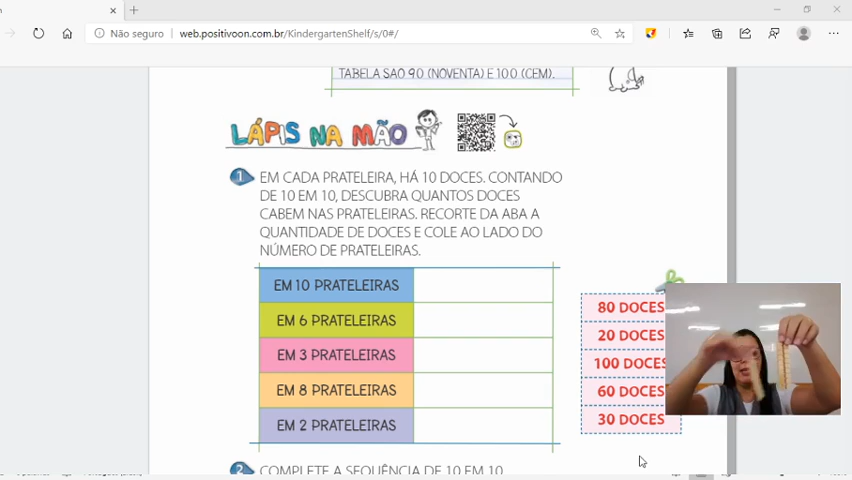 Não seguro
web.positivoon.com.br/KindergartenShelf/s/0#/
TABELA SÃO 90 (NOVENTA) E 100 (CEM).
LÁPIS NA MÃO
1 EM CADA PRATELEIRA, HÁ 10 DOCES. CONTANDO
DE 10 EM 10, DESCUBRA QUANTOS DOCES
CABEM NAS PRATELEIRAS. RECORTE DA ABA A
QUANTIDADE DE DOCES E COLE AO LADO DO
NÚMERO DE PRATELEIRAS.
EM 10 PRATELEIRAS
EM 6 PRATELEIRAS
EM 3 PRATELEIRAS
EM 8 PRATELEIRAS
EM 2 PRATELEIRAS
80 DOCES
20 DOCES
100 DOCES
60 DOCES
30 DOCES
2 COMPLETE A SEQUÊNCIA DE 10 EM 10